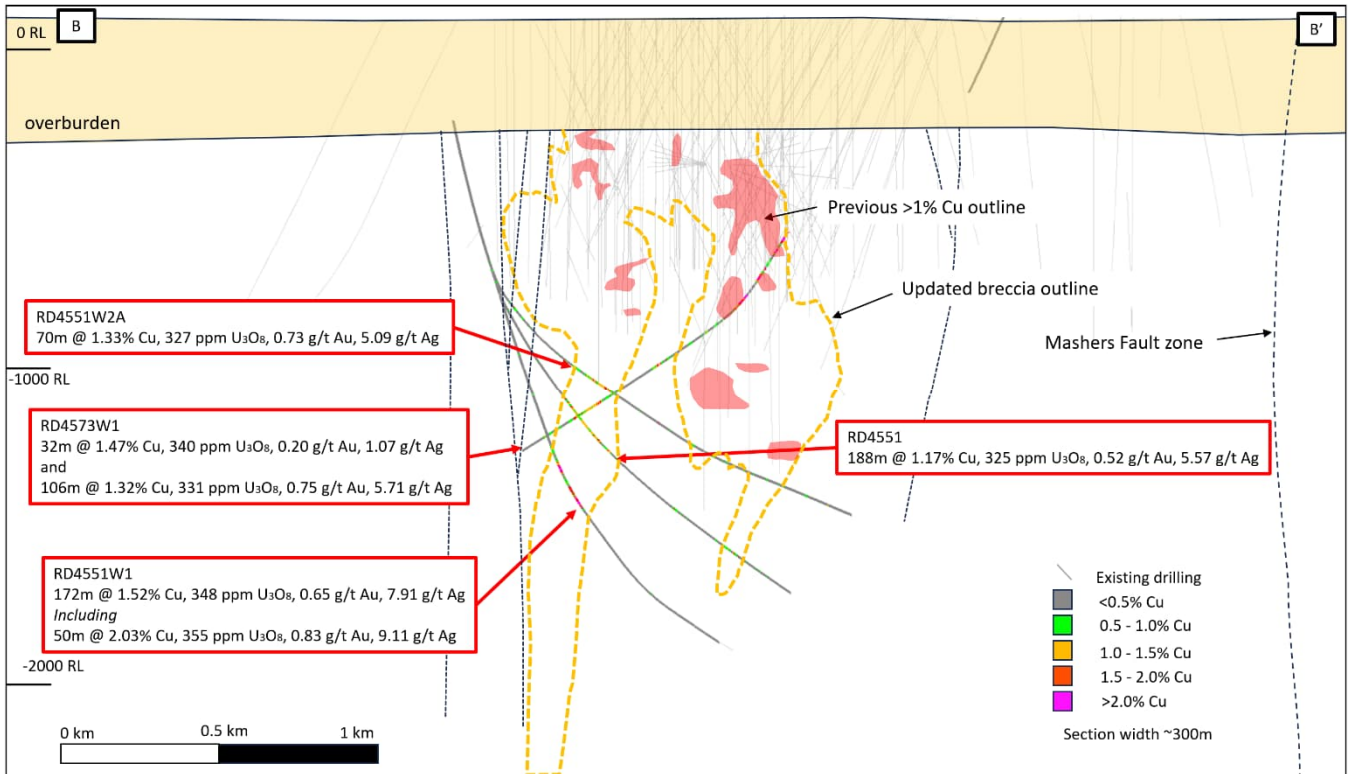 B
B'
0 RL
overburden
Previous >1% Cu outline
Updated breccia outline
Mashers Fault zone
RD4551W2A
70m @ 1.33% Cu, 327 ppm U₃O₈, 0.73 g/t Au, 5.09 g/t Ag
-1000 RL
RD4573W1
32m @ 1.47% Cu, 340 ppm U₃O₈, 0.20 g/t Au, 1.07 g/t Ag
and
106m @ 1.32% Cu, 331 ppm U₃O₈, 0.75 g/t Au, 5.71 g/t Ag
RD4551
188m @ 1.17% Cu, 325 ppm U₃O₈, 0.52 g/t Au, 5.57 g/t Ag
RD4551W1
172m @ 1.52% Cu, 348 ppm U₃O₈, 0.65 g/t Au, 7.91 g/t Ag
Including
50m @ 2.03% Cu, 355 ppm U₃O₈, 0.83 g/t Au, 9.11 g/t Ag
-2000 RL
0 km
0.5 km
1 km
Existing drilling
<0.5% Cu
0.5 - 1.0% Cu
1.0 - 1.5% Cu
1.5 - 2.0% Cu
>2.0% Cu
Section width ~300m